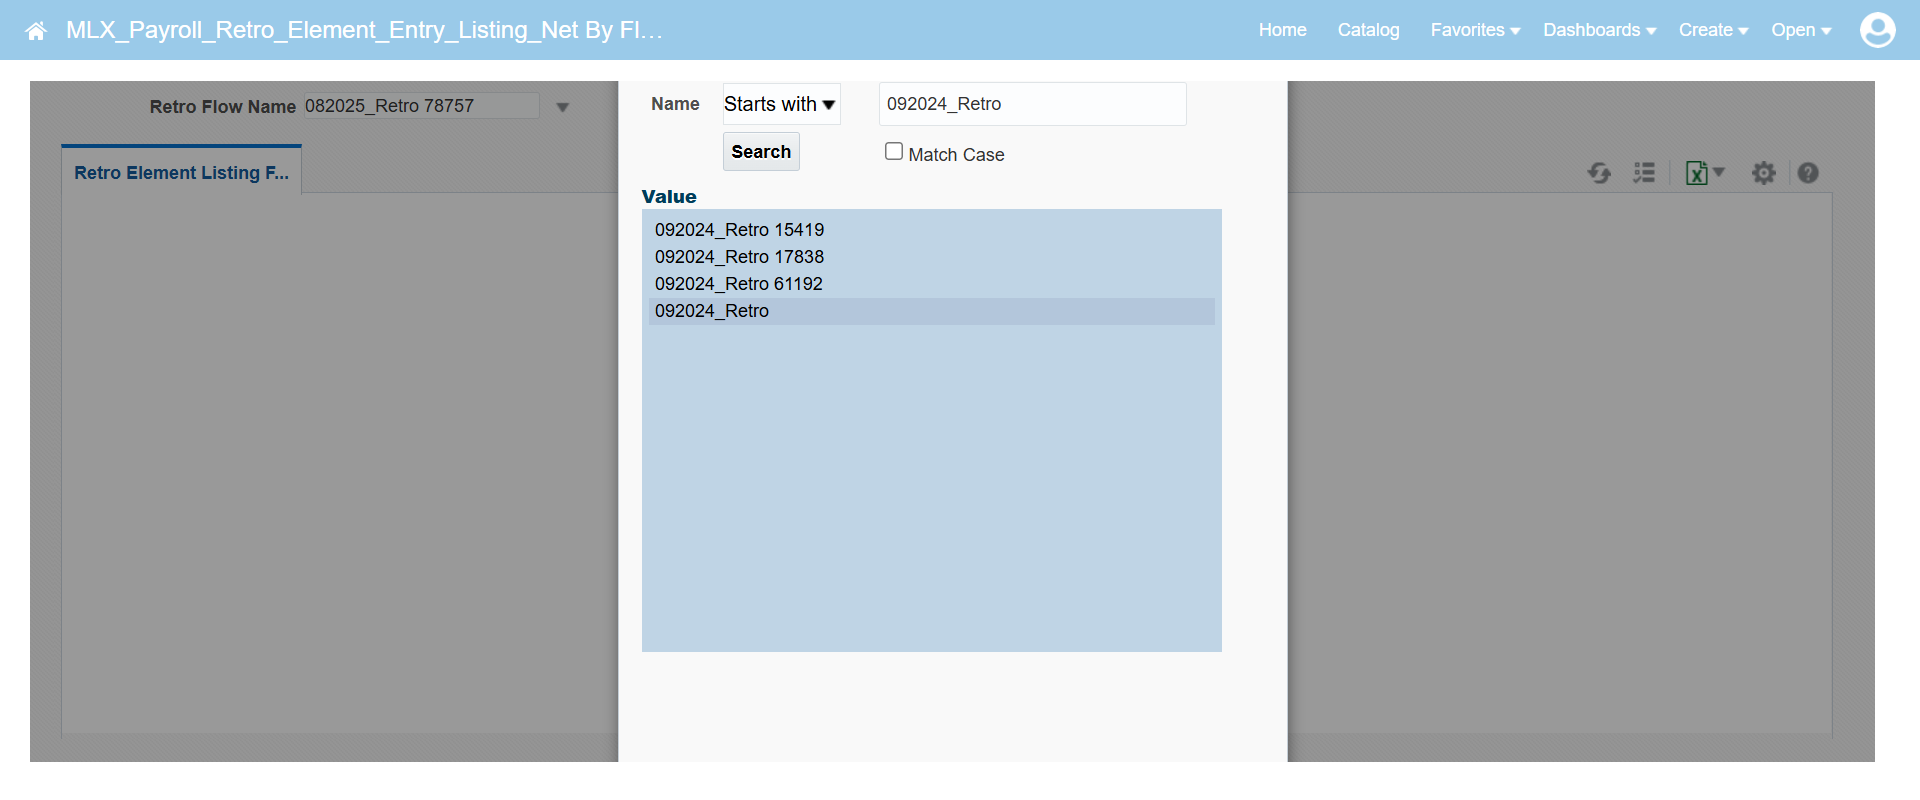 MLX_Payroll_Retro_Element_Entry_Listing_Net By Fl...
Home Catalog Favorites Dashboards Create Open
Retro Flow Name 082025_Retro 78757
Name Starts with 092024_Retro
Search Match Case
Retro Element Listing F...
Value
092024_Retro 15419
092024_Retro 17838
092024_Retro 61192
092024_Retro